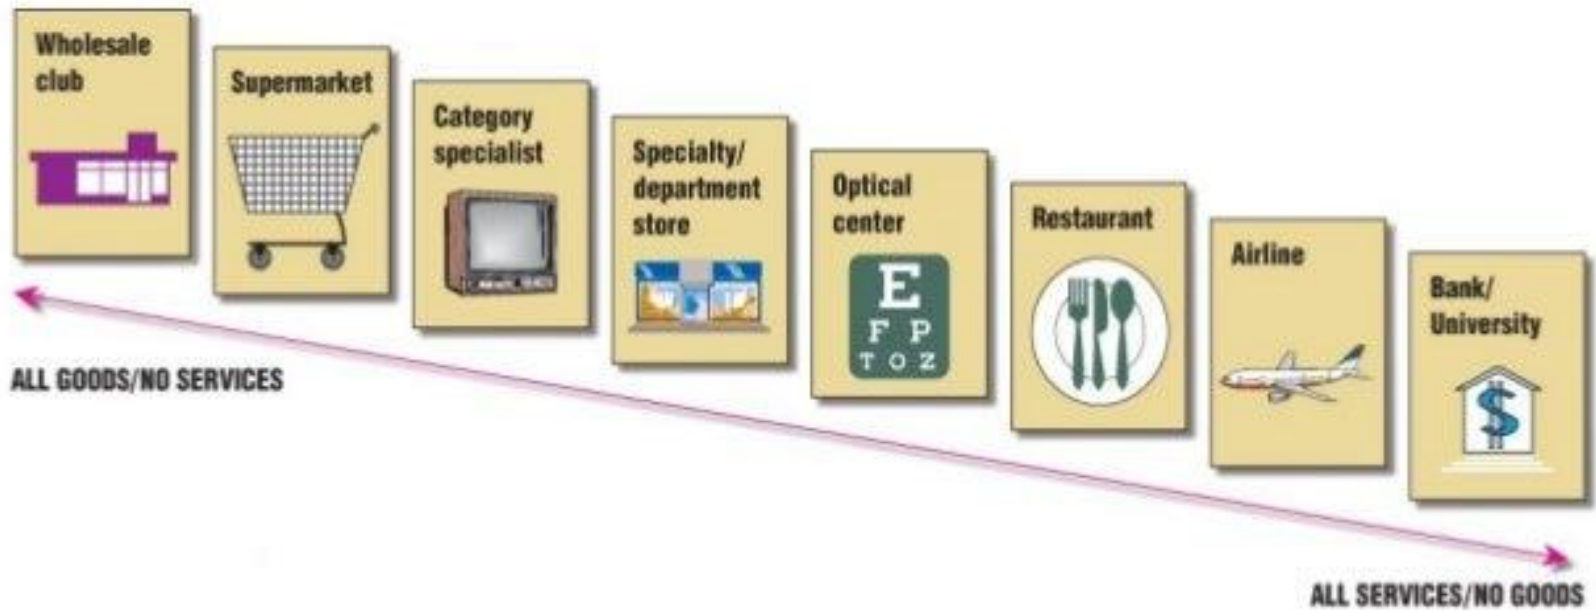 Wholesale
club
Supermarket
Category
specialist
Specialty/
department
store
Optical
center
E
F P
T O Z
Restaurant
Airline
Bank/
University
$
ALL GOODS/NO SERVICES
ALL SERVICES/NO GOODS